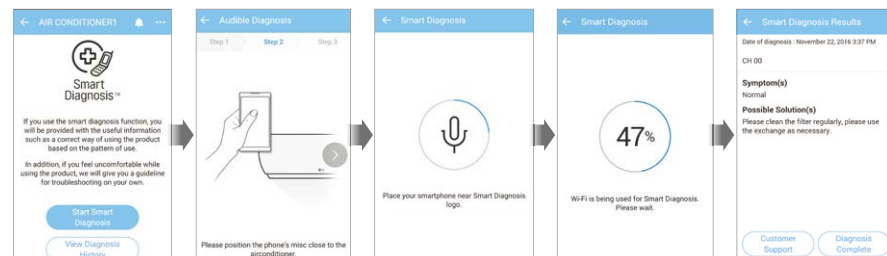 AIR CONDITIONER1
Smart
Diagnosis™
If you use the smart diagnosis function, you
will be provided with the useful information
such as a correct way of using the product
based on the pattern of use.
In addition, if you feel uncomfortable while
using the product, we will give you a guideline
for troubleshooting on your own.
Start Smart
Diagnosis
View Diagnosis
History
Audible Diagnosis
Step 1
Step 2
Step 3
Please position the phone's misc close to the
airconditioner.
Smart Diagnosis
Place your smartphone near Smart Diagnosis
logo.
Smart Diagnosis
47%
Wi-Fi is being used for Smart Diagnosis.
Please wait.
Smart Diagnosis Results
Date of diagnosis : November 22, 2016 3:37 PM
CH 00
Symptom(s)
Normal
Possible Solution(s)
Please clean the filter regularly, please use
the exchange as necessary.
Customer
Support
Diagnosis
Complete